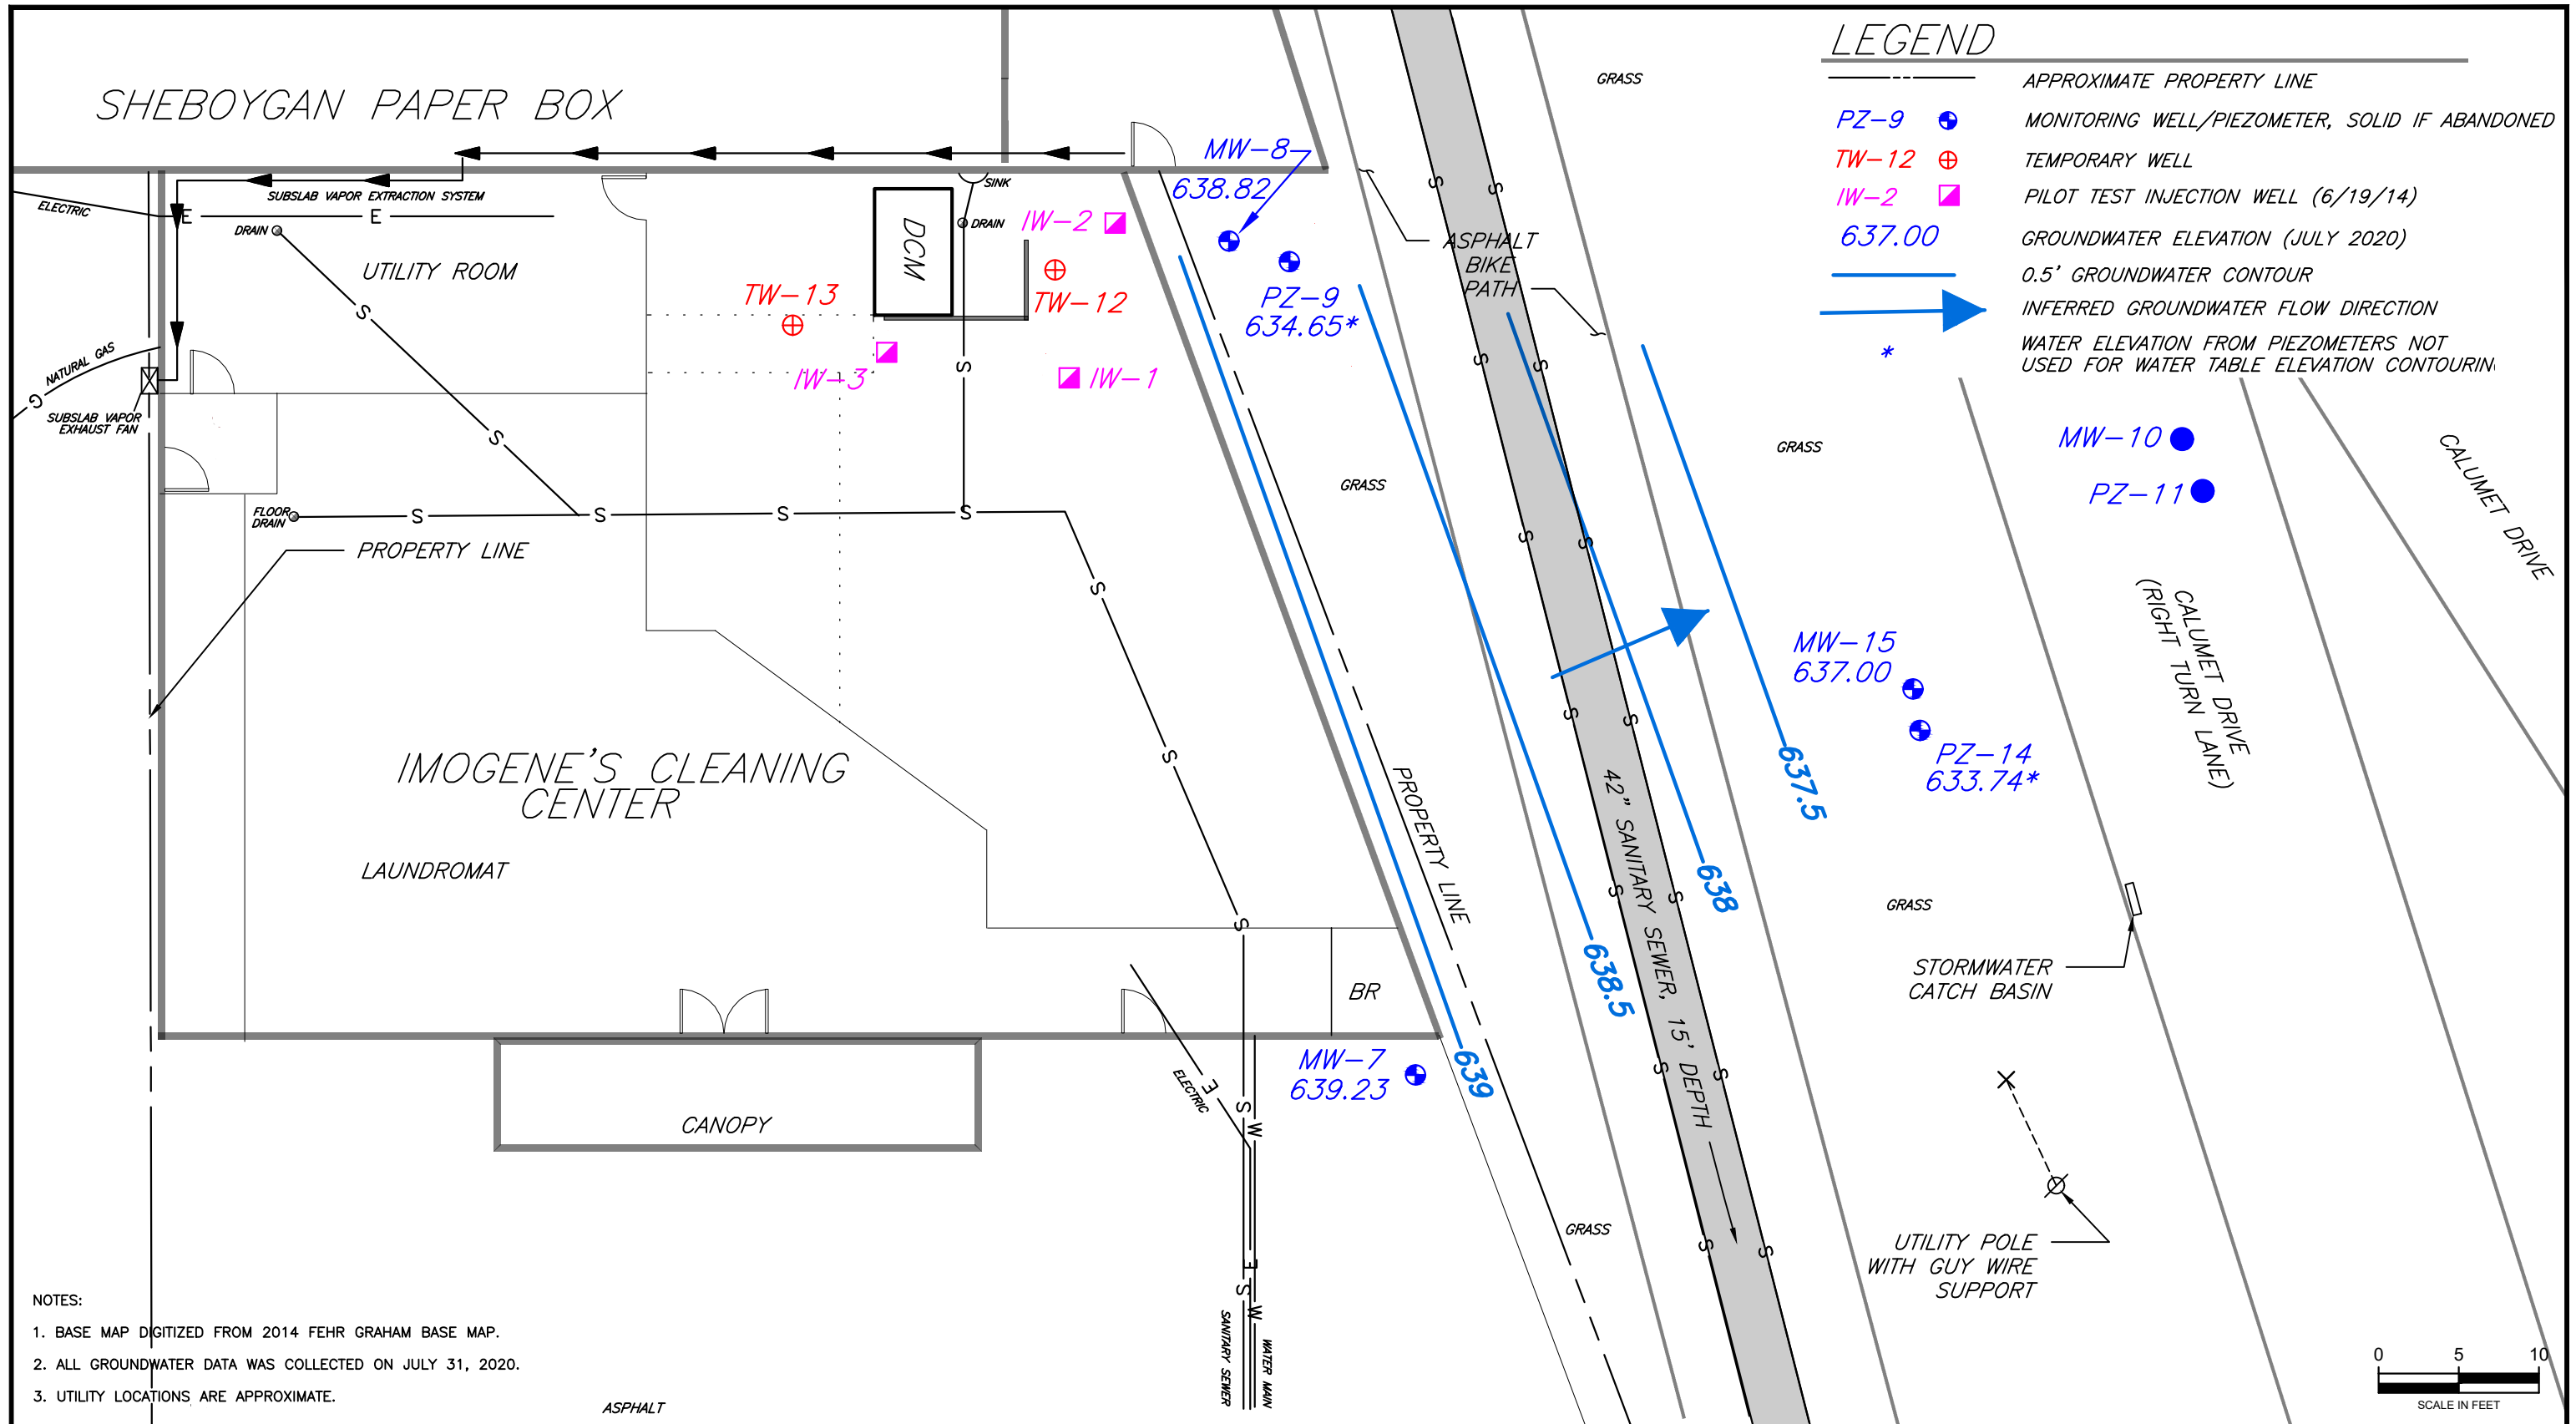 SHEBOYGAN PAPER BOX
LEGEND
APPROXIMATE PROPERTY LINE
PZ-9 MONITORING WELL/PIEZOMETER, SOLID IF ABANDONED
TW-12 TEMPORARY WELL
IW-2 PILOT TEST INJECTION WELL (6/19/14)
637.00 GROUNDWATER ELEVATION (JULY 2020)
0.5' GROUNDWATER CONTOUR
INFERRED GROUNDWATER FLOW DIRECTION
* WATER ELEVATION FROM PIEZOMETERS NOT
USED FOR WATER TABLE ELEVATION CONTOURIN
GRASS
MW-8
638.82
SUBSLAB VAPOR EXTRACTION SYSTEM
SINK
ELECTRIC
E E
DRAIN
DRAIN
DCM
IW-2
UTILITY ROOM
TW-13
TW-12
PZ-9
634.65*
ASPHALT
BIKE
PATH
IW-3
IW-1
NATURAL GAS
G
SUBSLAB VAPOR
EXHAUST FAN
S
S
S
S
S
S
S
S
S
S
GRASS
GRASS
MW-10
PZ-11
CALUMET DRIVE
FLOOR
DRAIN
S S S S
PROPERTY LINE
S
S
S
CALUMET DRIVE
(RIGHT TURN LANE)
MW-15
637.00
PZ-14
633.74*
IMOGENE'S CLEANING
CENTER
LAUNDROMAT
PROPERTY LINE
42" SANITARY SEWER, 15' DEPTH
S
S
S
S
S
S
S
S
637.5
638
638.5
639
GRASS
STORMWATER
CATCH BASIN
BR
MW-7
639.23
ELECTRIC
E
CANOPY
S
W
E
S
W
SANITARY SEWER
WATER MAIN
GRASS
UTILITY POLE
WITH GUY WIRE
SUPPORT
NOTES:
1. BASE MAP DIGITIZED FROM 2014 FEHR GRAHAM BASE MAP.
2. ALL GROUNDWATER DATA WAS COLLECTED ON JULY 31, 2020.
3. UTILITY LOCATIONS ARE APPROXIMATE.
ASPHALT
0 5 10
SCALE IN FEET